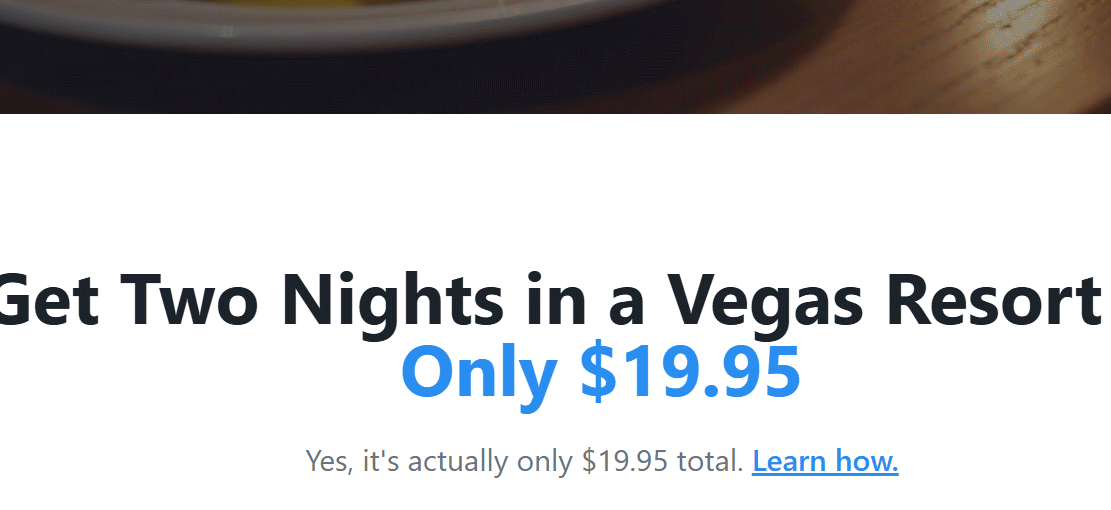 Get Two Nights in a Vegas Resort
Only $19.95
Yes, it's actually only $19.95 total. Learn how.